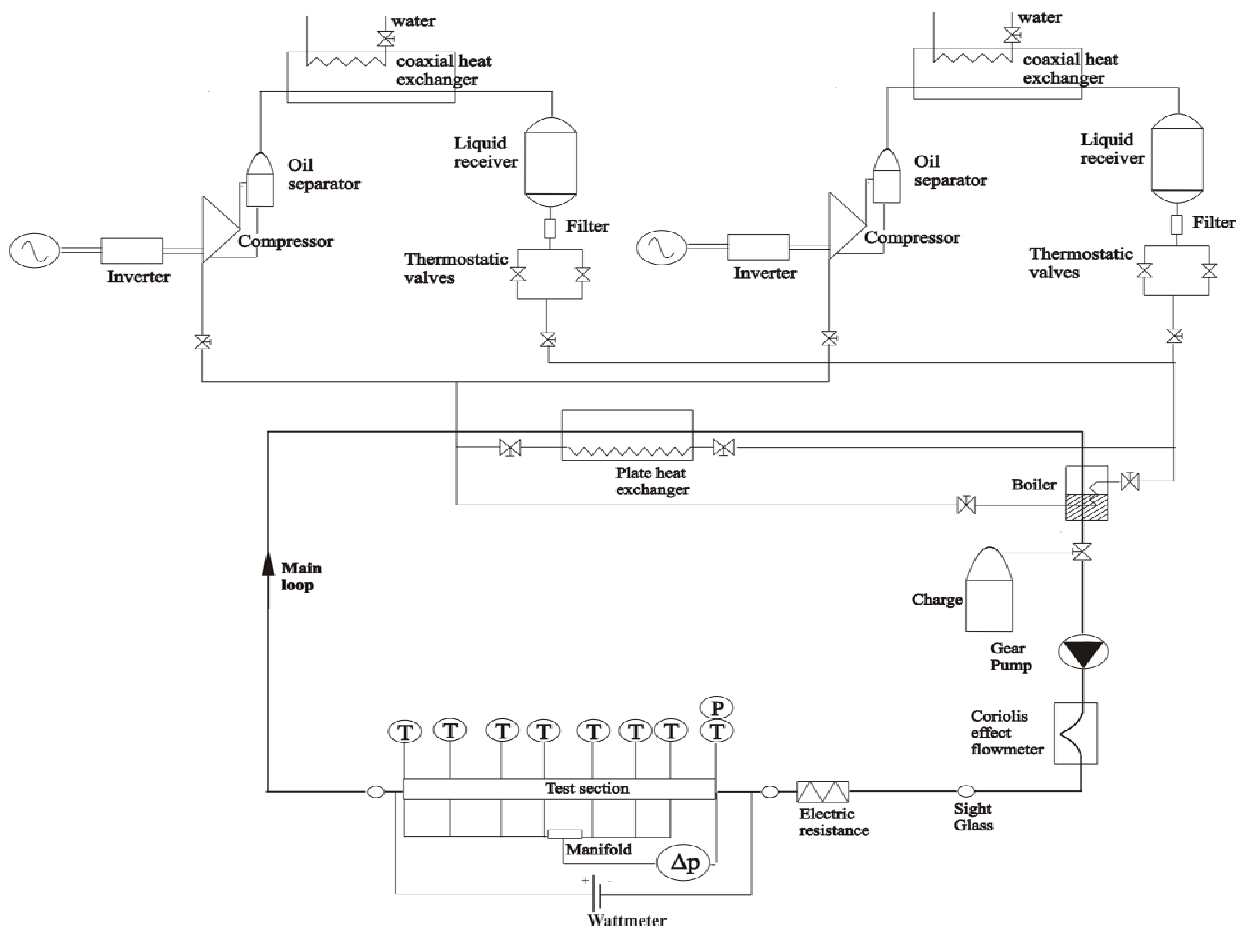 water
coaxial heat
exchanger
Liquid
receiver
Oil
separator
Filter
Compressor
Thermostatic
valves
Inverter
water
coaxial heat
exchanger
Liquid
receiver
Oil
separator
Filter
Compressor
Thermostatic
valves
Inverter
Plate heat
exchanger
Boiler
Main
loop
Charge
Gear
Pump
Coriolis
effect
flowmeter
P
T T T T T T T T
Test section
Electric
resistance
Sight
Glass
Manifold
Δp
+ -
Wattmeter